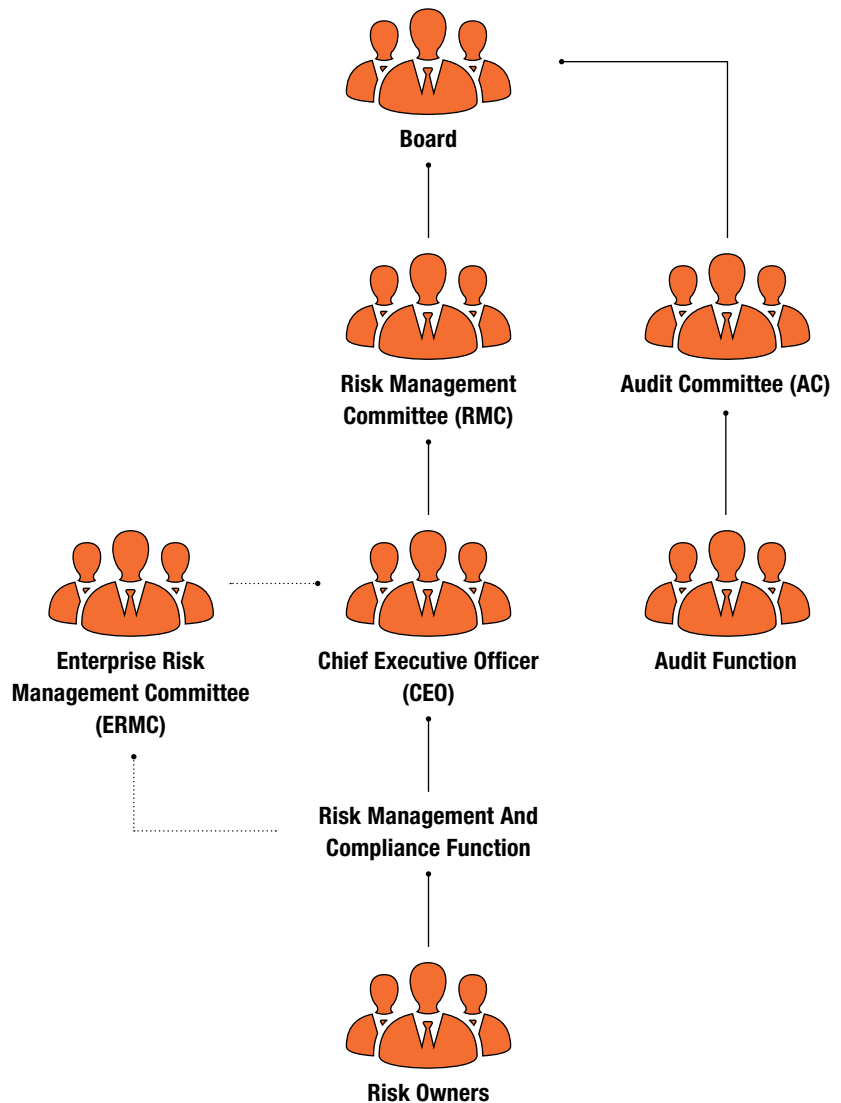 Board
Risk Management
Committee (RMC)
Audit Committee (AC)
Enterprise Risk
Management Committee
(ERMC)
Chief Executive Officer
(CEO)
Audit Function
Risk Management And
Compliance Function
Risk Owners